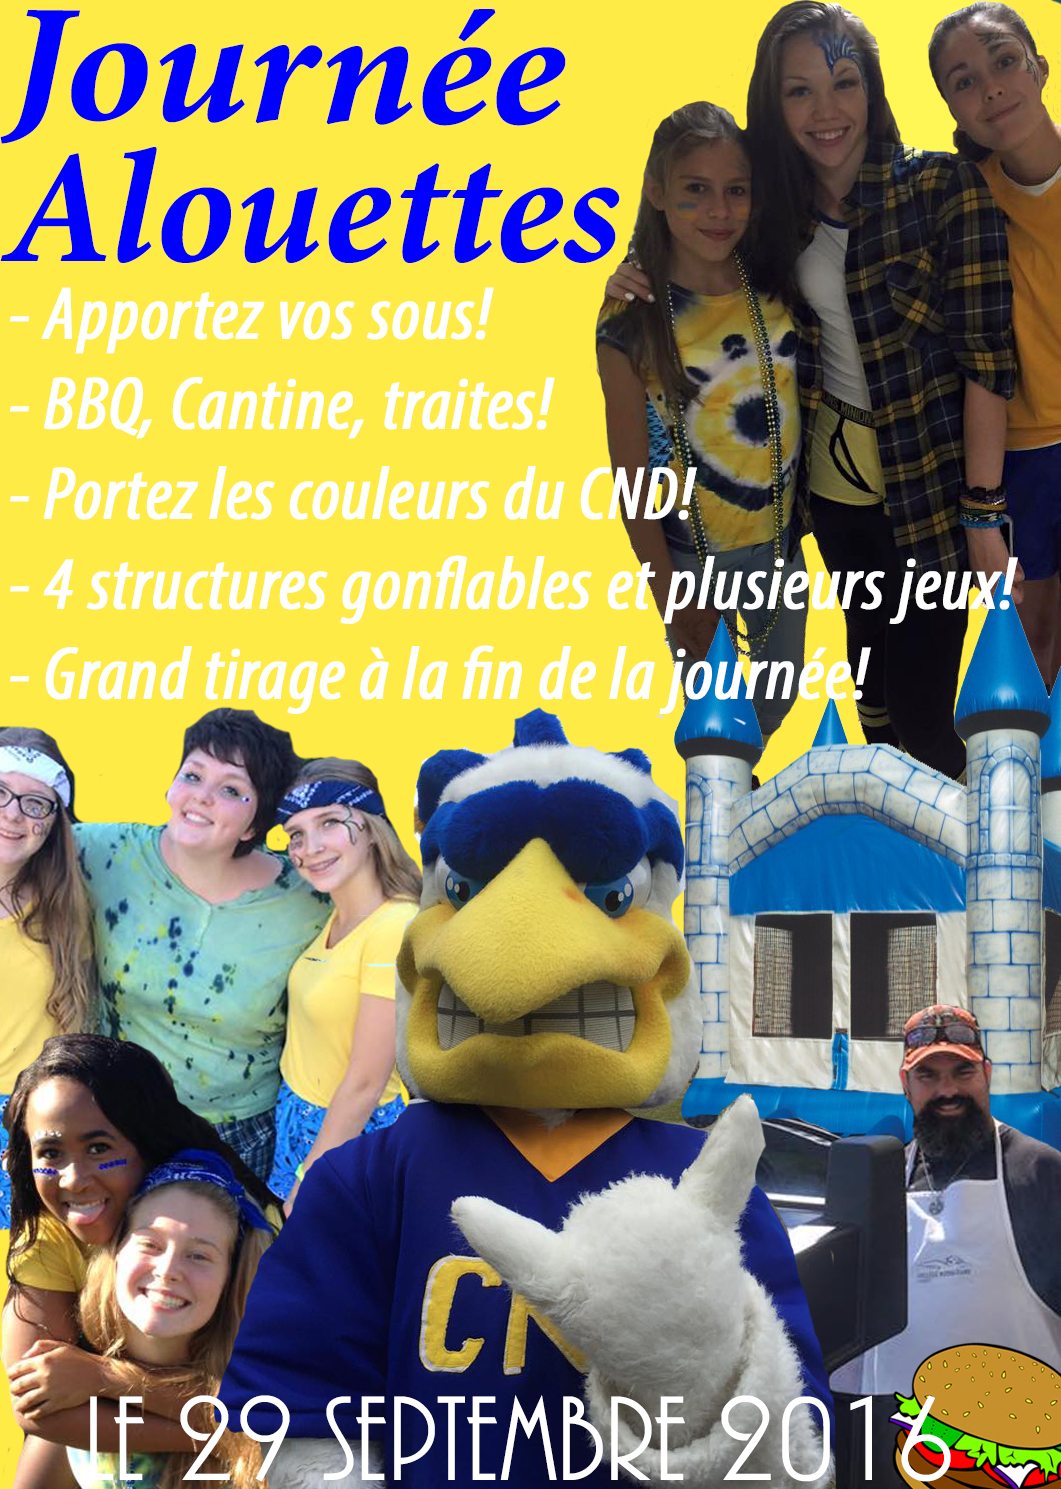 Journée
Alouettes
- Apportez vos sous!
- BBQ, Cantine, traites!
- Portez les couleurs du CND!
- 4 structures gonflables et plusieurs jeux!
- Grand tirage à la fin de la journée!
CN
LE 29 SEPTEMBRE 2016